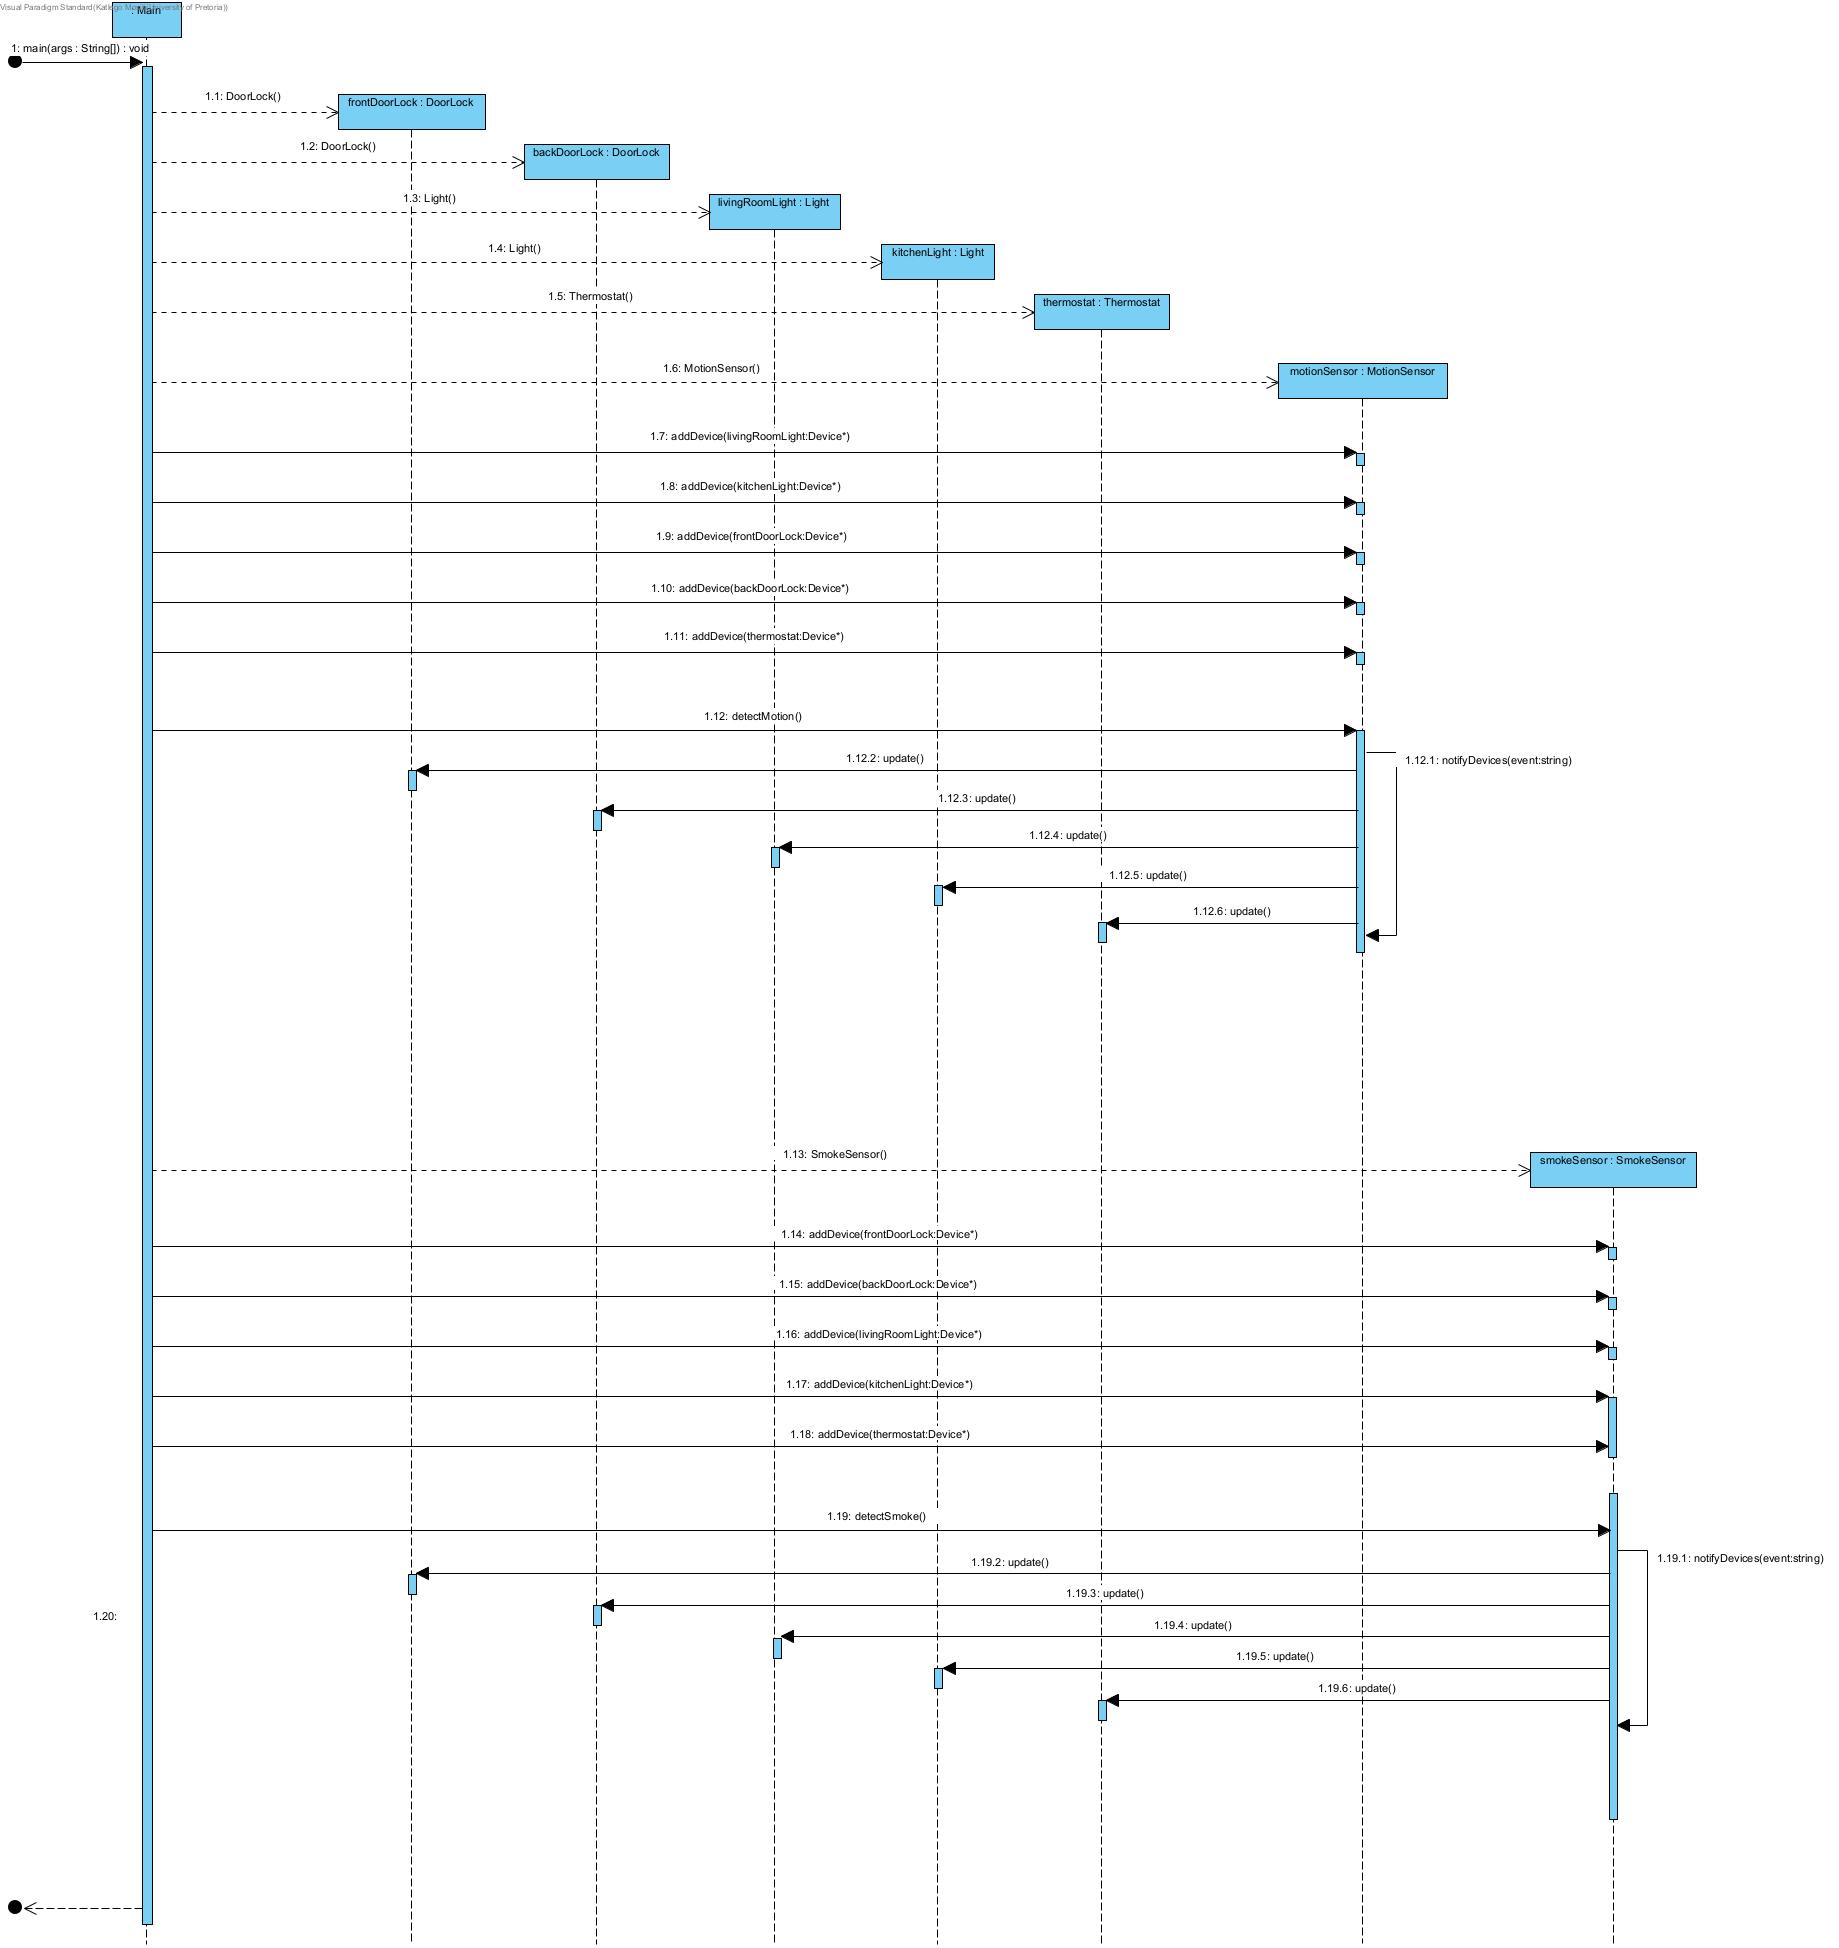 Visual Paradigm Standard(Katlego University of Pretoria))
: Main
1: main(args : String[]) : void
1.1: DoorLock()
frontDoorLock : DoorLock
1.2: DoorLock()
backDoorLock : DoorLock
1.3: Light()
livingRoomLight : Light
1.4: Light()
kitchenLight : Light
1.5: Thermostat()
thermostat : Thermostat
1.6: MotionSensor()
motionSensor : MotionSensor
1.7: addDevice(livingRoomLight:Device*)
1.8: addDevice(kitchenLight:Device*)
1.9: addDevice(frontDoorLock:Device*)
1.10: addDevice(backDoorLock:Device*)
1.11: addDevice(thermostat:Device*)
1.12: detectMotion()
1.12.2: update()
1.12.1: notifyDevices(event:string)
1.12.3: update()
1.12.4: update()
1.12.5: update()
1.12.6: update()
1.13: SmokeSensor()
smokeSensor : SmokeSensor
1.14: addDevice(frontDoorLock:Device*)
1.15: addDevice(backDoorLock:Device*)
1.16: addDevice(livingRoomLight:Device*)
1.17: addDevice(kitchenLight:Device*)
1.18: addDevice(thermostat:Device*)
1.19: detectSmoke()
1.19.2: update()
1.19.1: notifyDevices(event:string)
1.19.3: update()
1.20:
1.19.4: update()
1.19.5: update()
1.19.6: update()